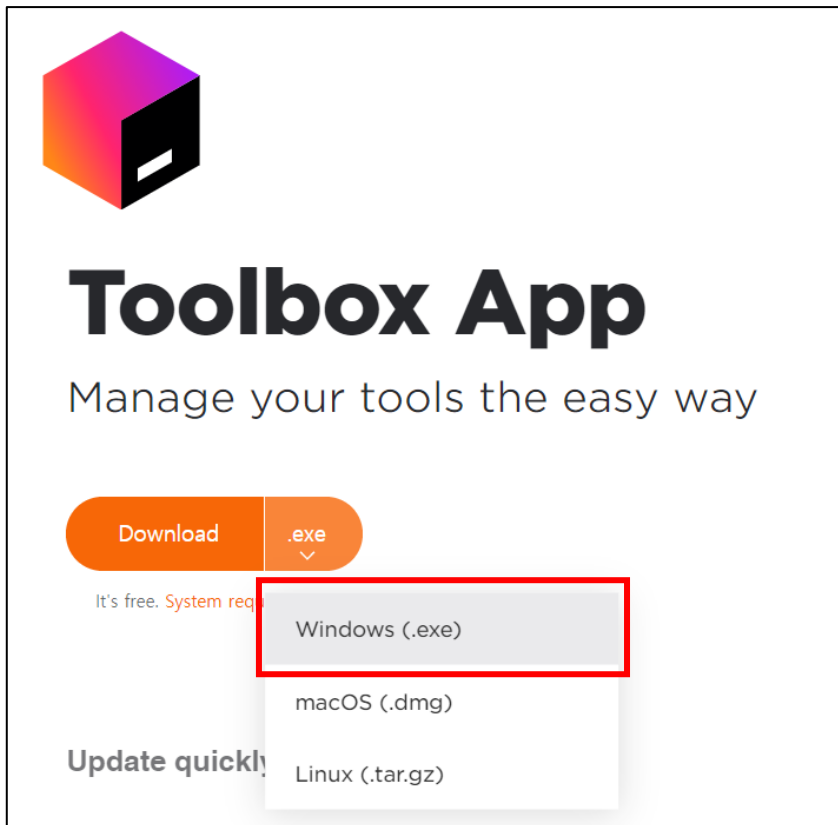 Toolbox App
Manage your tools the easy way
Download .exe
It's free. System requ
Windows (.exe)
macOS (.dmg)
Update quickly
Linux (.tar.gz)